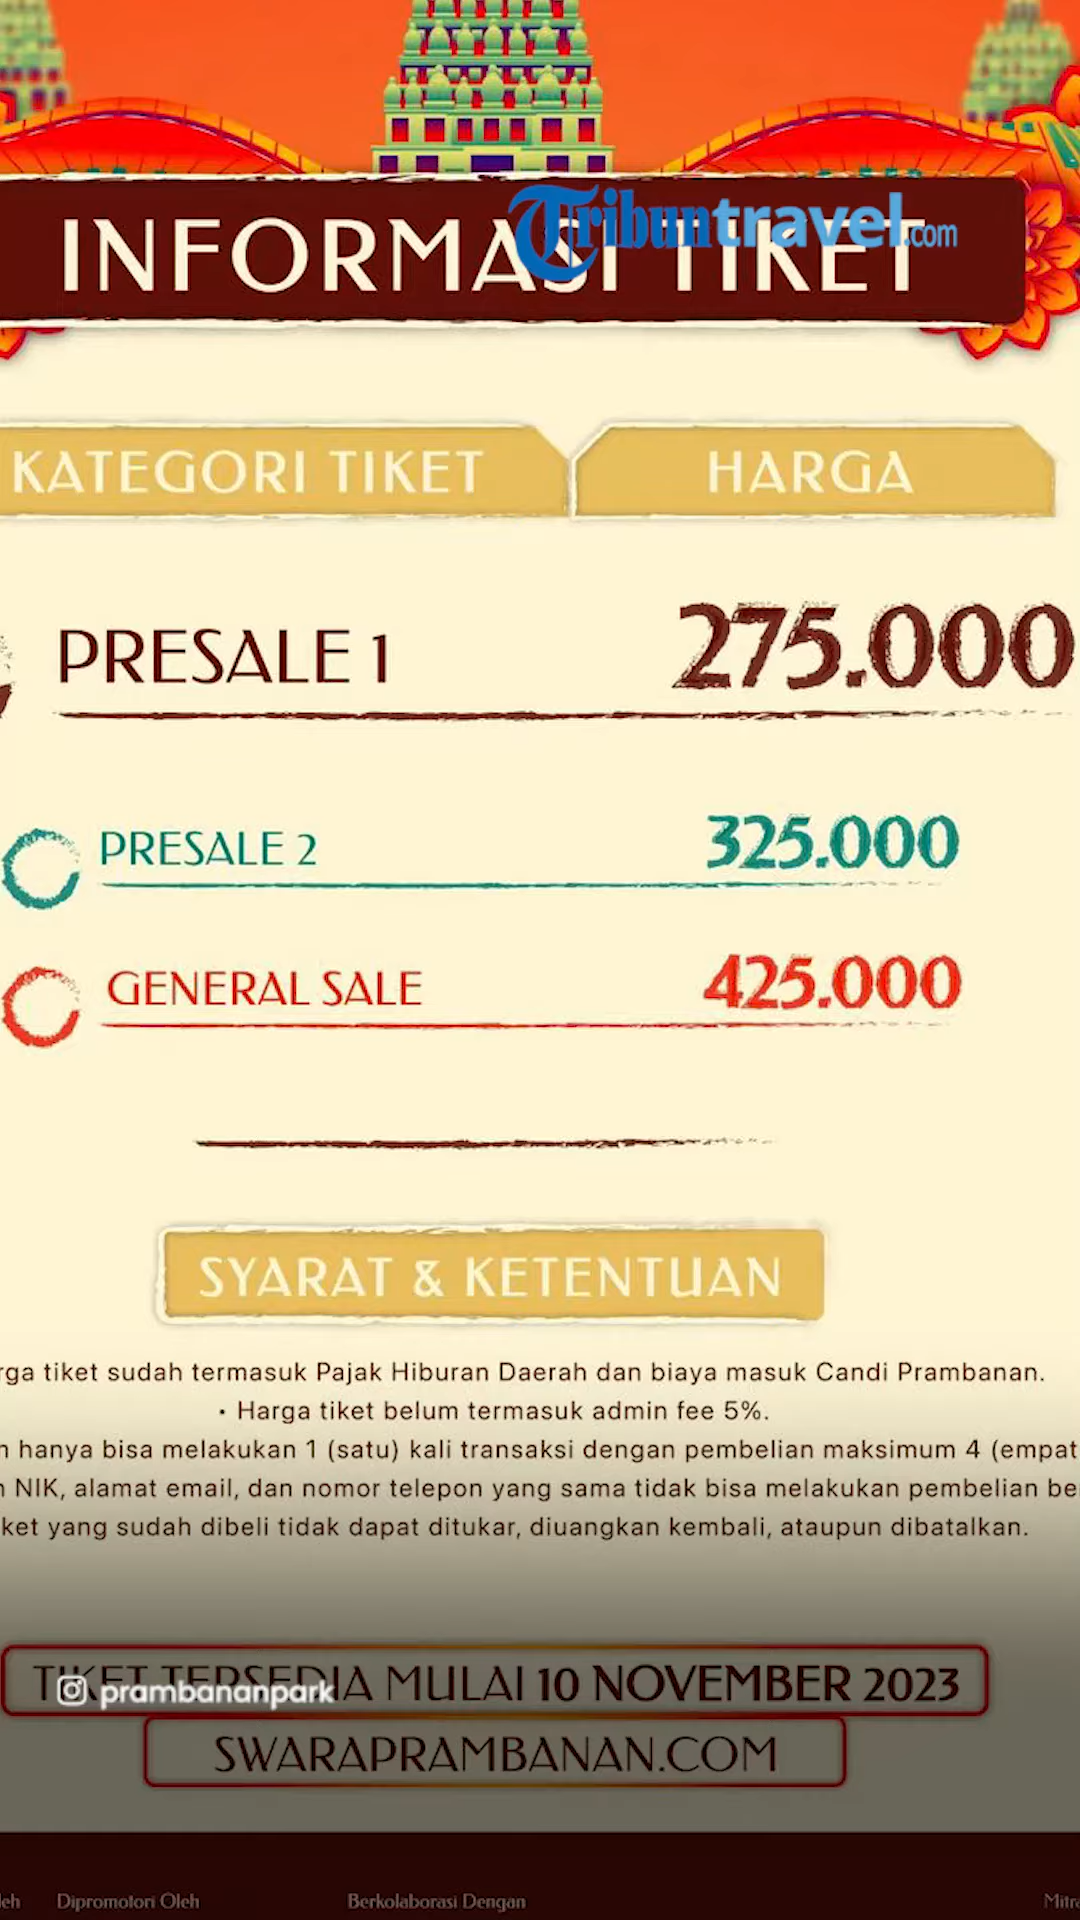 INFORMASI TIKET
Tribuntravel.com
KATEGORI TIKET
HARGA
PRESALE 1
275.000
PRESALE 2
325.000
GENERAL SALE
425.000
SYARAT & KETENTUAN
tiket sudah termasuk Pajak Hiburan Daerah dan biaya masuk Candi Prambanan.
• Harga tiket belum termasuk admin fee 5%.
hanya bisa melakukan 1 (satu) kali transaksi dengan pembelian maksimum 4 (empat
NIK, alamat email, dan nomor telepon yang sama tidak bisa melakukan pembelian
yang sudah dibeli tidak dapat ditukar, diuangkan kembali, ataupun dibatalkan.
TIKET TERSEDIA MULAI 10 NOVEMBER 2023
prambananpark
SWARAPRAMBANAN.COM
Dipromotori Oleh
Berkolaborasi Dengan